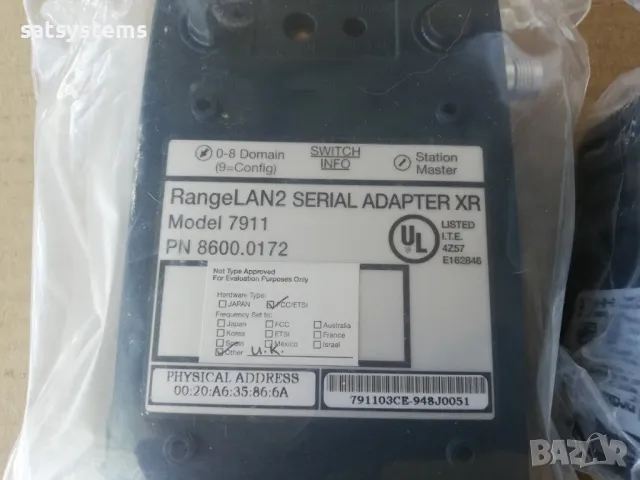 satsystems
0-8 Domain
(9=Config)
SWITCH
INFO
Station
Master
RangeLAN2 SERIAL ADAPTER XR
Model 7911
PN 8600.0172
UL
LISTED
I.T.E.
4Z57
E162846
Not Type Approved
For Evaluation Purposes Only
Hardware Type:
JAPAN FCC/ETSI
Frequency Set to:
Japan FCC Australia
Korea ETSI France
Spain Mexico Israel
Other U.K.
PHYSICAL ADDRESS
00:20:A6:35:86:6A
791103CE-948J0051
BAZAR